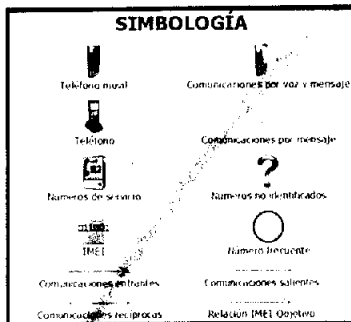 SIMBOLOGÍA
Teléfono movil
Comunicaciones por voz y mensaje
Teléfono
Comunicaciones por mensaje
Números de servicio
Números no identificados
IMEI
Número frecuente
Comunicaciones entrantes
Comunicaciones salientes
Comunicaciones recíprocas
Relación IMEI Objetivo